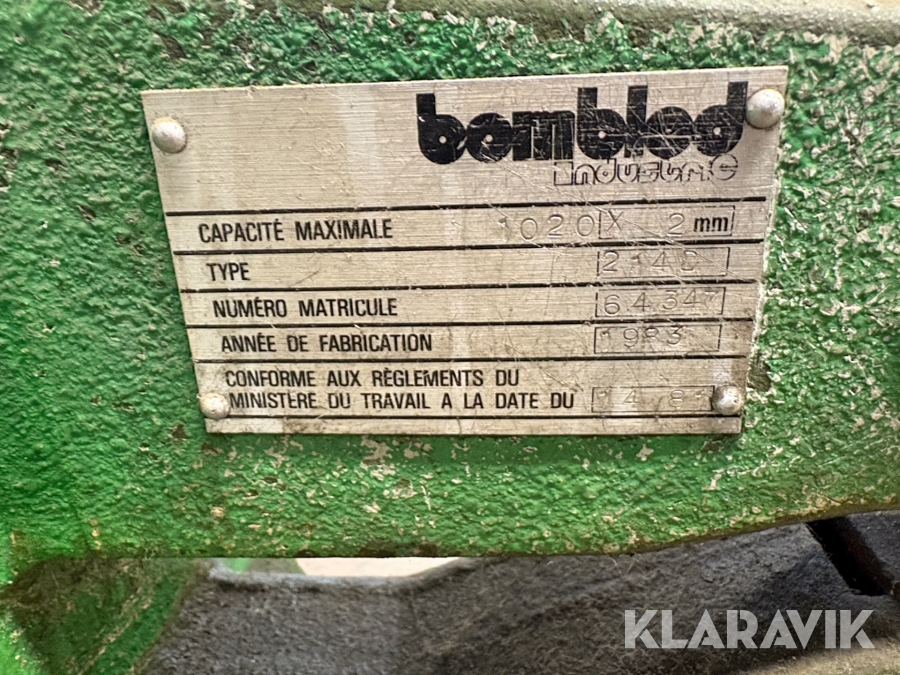 bombled
industrie
CAPACITÉ MAXIMALE 1020 X 2 mm
TYPE
NUMÉRO MATRICULE 64347
ANNÉE DE FABRICATION
CONFORME AUX RÈGLEMENTS DU
MINISTÈRE DU TRAVAIL A LA DATE DU
KLARAVIK